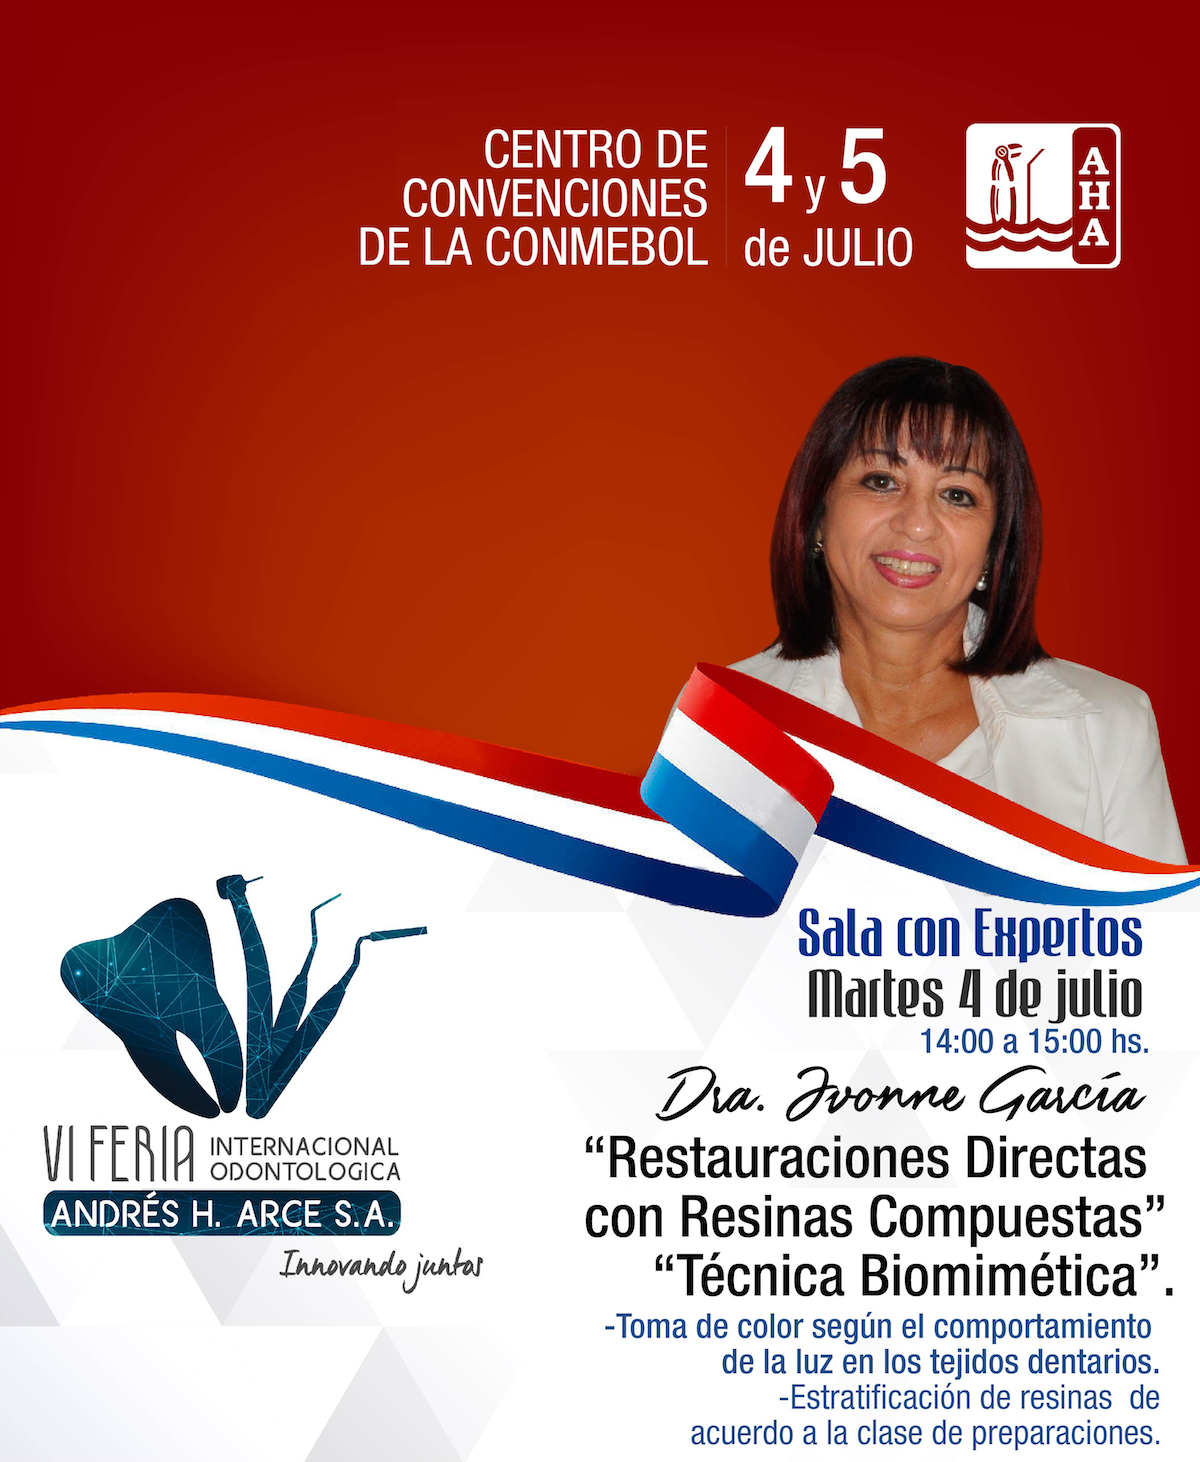 CENTRO DE
CONVENCIONES
DE LA CONMEBOL
4 y 5
de JULIO
AHA
Sala con Expertos
Martes 4 de julio
14:00 a 15:00 hs.
Dra. Ivonne García
“Restauraciones Directas
con Resinas Compuestas”
“Técnica Biomimética”.
-Toma de color según el comportamiento
de la luz en los tejidos dentarios.
-Estratificación de resinas de
acuerdo a la clase de preparaciones.
VI FERIA
INTERNACIONAL
ODONTOLOGICA
ANDRÉS H. ARCE S.A.
Innovando juntos